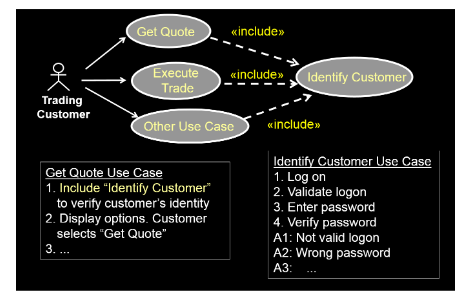 Get Quote
«include»
Execute
Trade
«include»
Identify Customer
Trading
Customer
Other Use Case
«include»
Get Quote Use Case
1. Include “Identify Customer”
to verify customer’s identity
2. Display options. Customer
selects “Get Quote”
3. ...
Identify Customer Use Case
1. Log on
2. Validate logon
3. Enter password
4. Verify password
A1: Not valid logon
A2: Wrong password
A3: ...